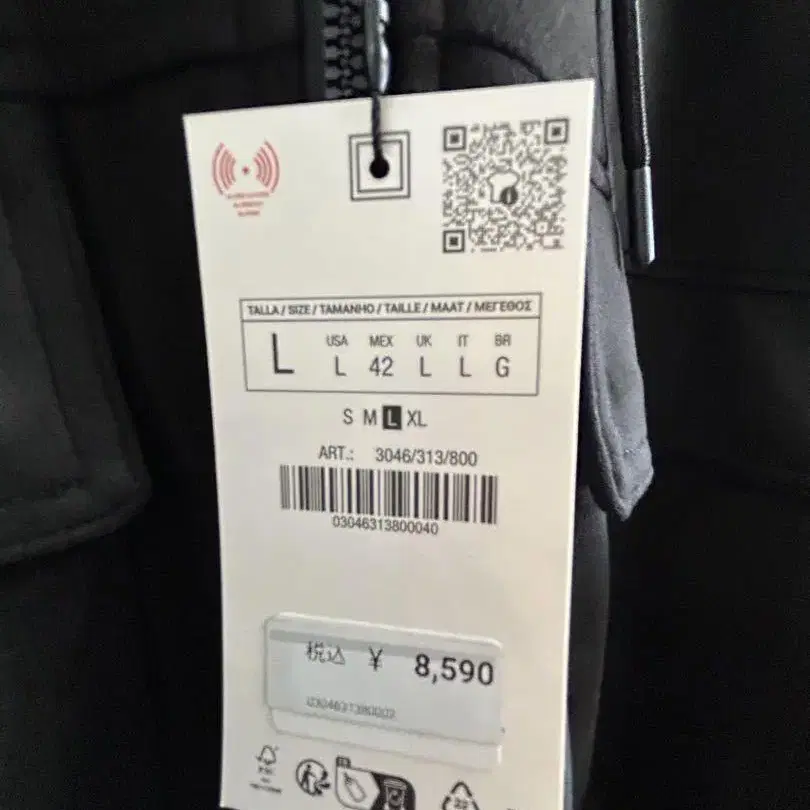 TALLA / SIZE / TAMANHO / TAILLE / MAAT / ΜΕΓΕΘΟΣ
L
USA MEX UK IT BR
L 42 L L G
S M L XL
ART.: 3046/313/800
03046313800040
税込 ¥ 8,590